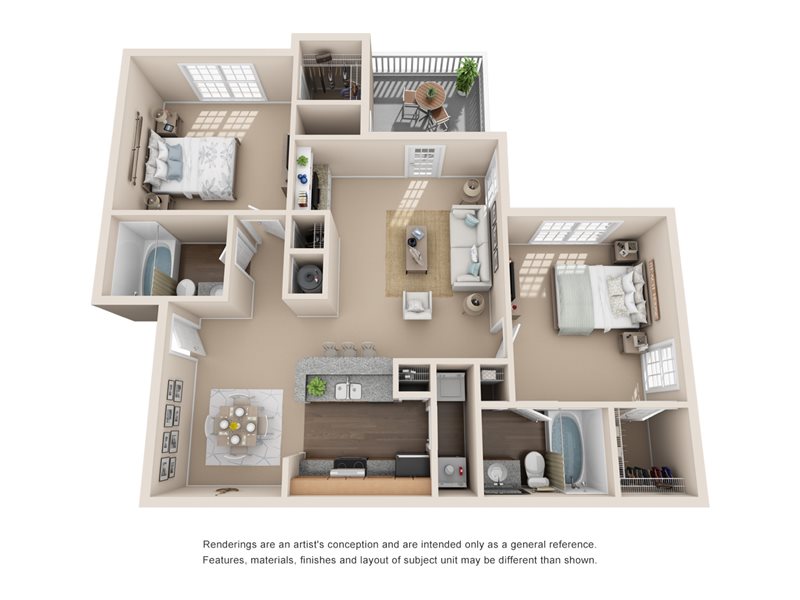 Renderings are an artist's conception and are intended only as a general reference.
Features, materials, finishes and layout of subject unit may be different than shown.